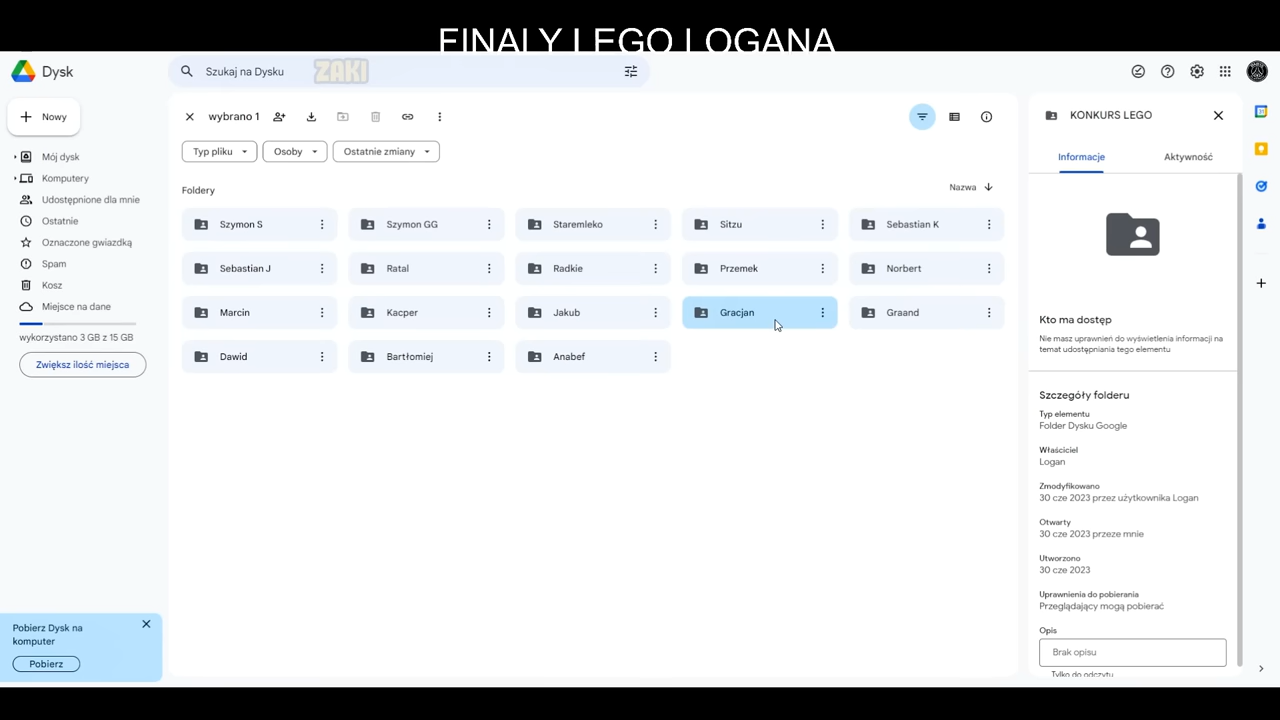 FINALY LEGO LOGANA
Dysk
Szukaj na Dysku
ZAKI
Nowy
wybrano 1
KONKURS LEGO
Typ pliku
Osoby
Ostatnie zmiany
Informacje
Aktywność
Mój dysk
Komputery
Udostępnione dla mnie
Ostatnie
Oznaczone gwiazdką
Spam
Kosz
Miejsce na dane
wykorzystano 3 GB z 15 GB
Zwiększ ilość miejsca
Foldery
Nazwa
Szymon S
Szymon GG
Staremleko
Sitzu
Sebastian K
Sebastian J
Ratal
Radkie
Przemek
Norbert
Marcin
Kacper
Jakub
Gracjan
Graand
Dawid
Bartłomiej
Anabef
Kto ma dostęp
Nie masz uprawnień do wyświetlenia informacji na
temat udostępniania tego elementu
Szczegóły folderu
Typ elementu
Folder Dysku Google
Właściciel
Logan
Zmodyfikowano
30 cze 2023 przez użytkownika Logan
Otwarty
30 cze 2023 przeze mnie
Utworzono
30 cze 2023
Uprawnienia do pobierania
Przeglądający mogą pobierać
Opis
Brak opisu
Tylko do odczytu
Pobierz Dysk na
komputer
Pobierz